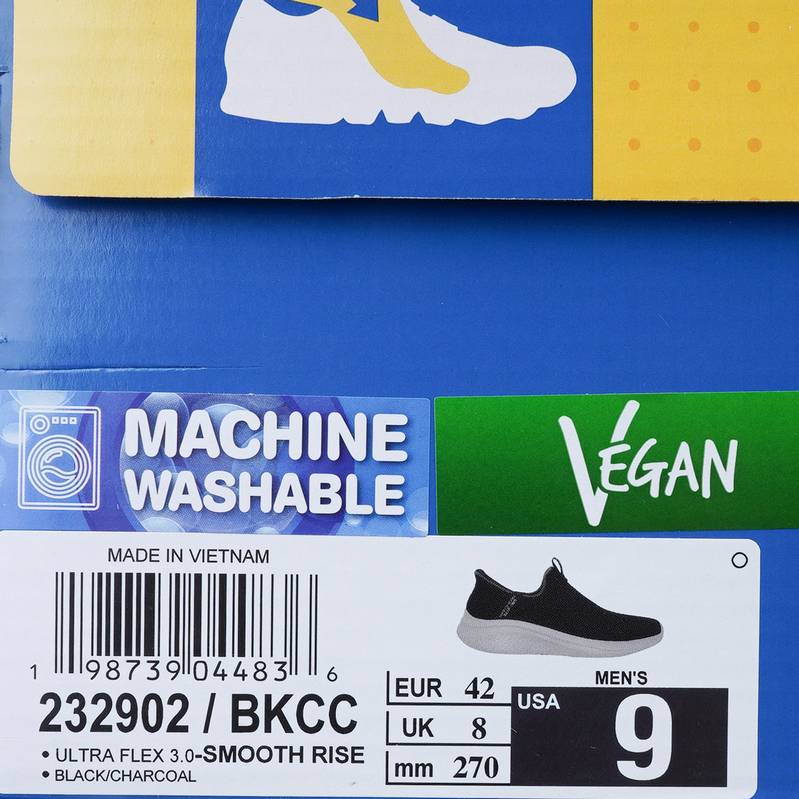 MACHINE
WASHABLE
VEGAN
MADE IN VIETNAM
1 98739 04483 6
232902 / BKCC
• ULTRA FLEX 3.0-SMOOTH RISE
• BLACK/CHARCOAL
EUR 42
UK 8
mm 270
MEN'S
USA 9